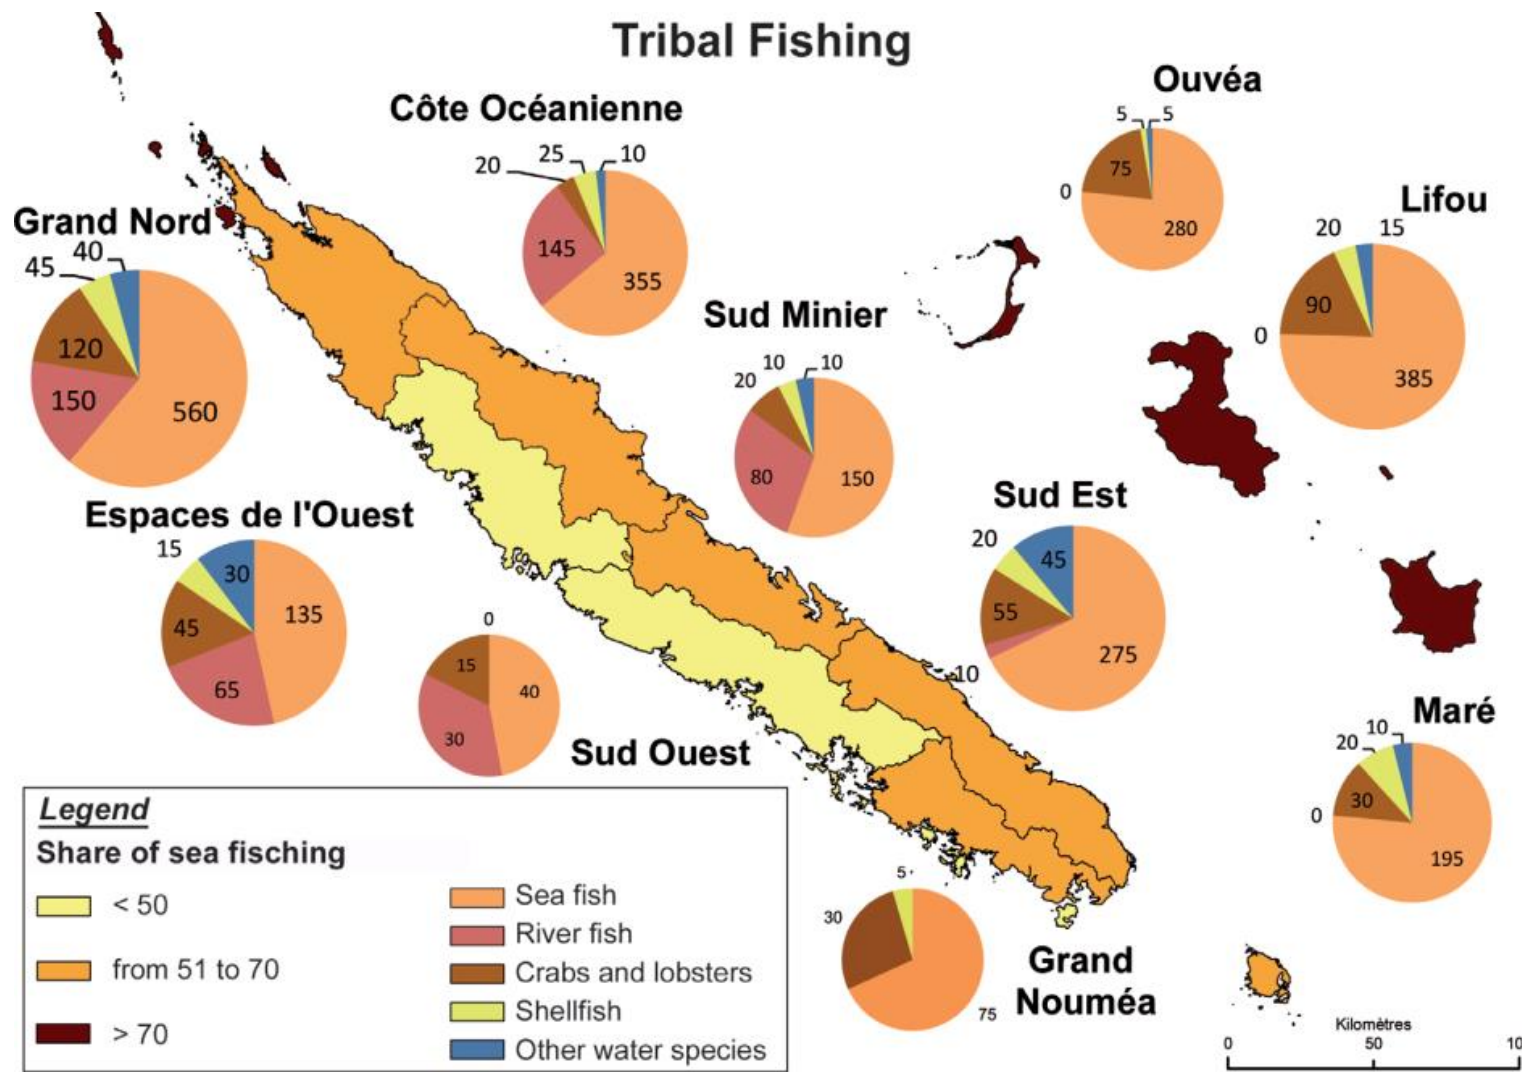 Tribal Fishing
Ouvéa
5 5
75
0
280
Côte Océanienne
20 25 10
145
355
Lifou
20 15
90
0
385
Grand Nord
45 40
120
150
560
Sud Minier
20 10 10
80
150
Espaces de l'Ouest
15
30
135
45
65
Sud Est
20
45
55
275
10
0
15
40
30
Sud Ouest
Maré
20 10
0
30
195
5
30
75
Grand
Nouméa
Legend
Share of sea fisching
< 50
from 51 to 70
> 70
Sea fish
River fish
Crabs and lobsters
Shellfish
Other water species
Kilomètres
0 50 10